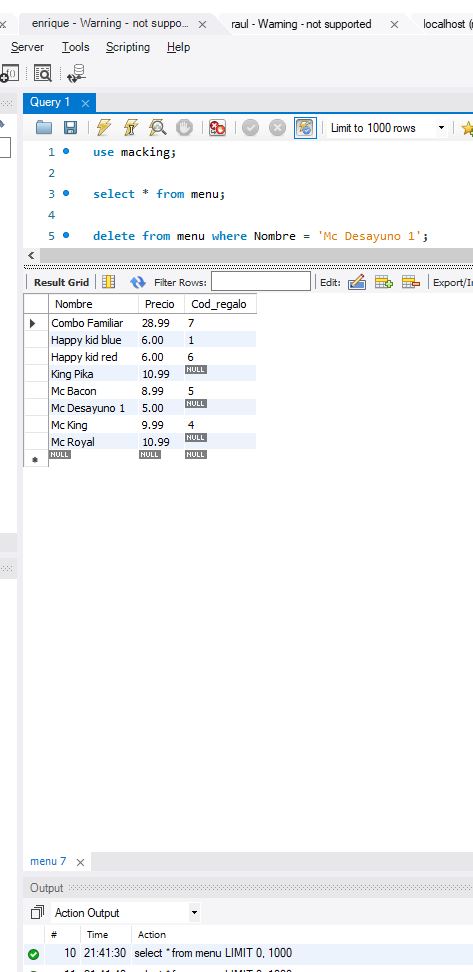 enrique - Warning - not suppo... × raul - Warning - not supported × localhost (
Server Tools Scripting Help
Query 1 ×
Limit to 1000 rows
1 use macking;
2
3 select * from menu;
4
5 delete from menu where Nombre = 'Mc Desayuno 1';
Result Grid Filter Rows: Edit: Export/I
Nombre Precio Cod_regalo
Combo Familiar 28.99 7
Happy kid blue 6.00 1
Happy kid red 6.00 6
King Pika 10.99 NULL
Mc Bacon 8.99 5
Mc Desayuno 1 5.00 NULL
Mc King 9.99 4
Mc Royal 10.99 NULL
NULL NULL NULL
menu 7 ×
Output
Action Output
# Time Action
10 21:41:30 select * from menu LIMIT 0, 1000